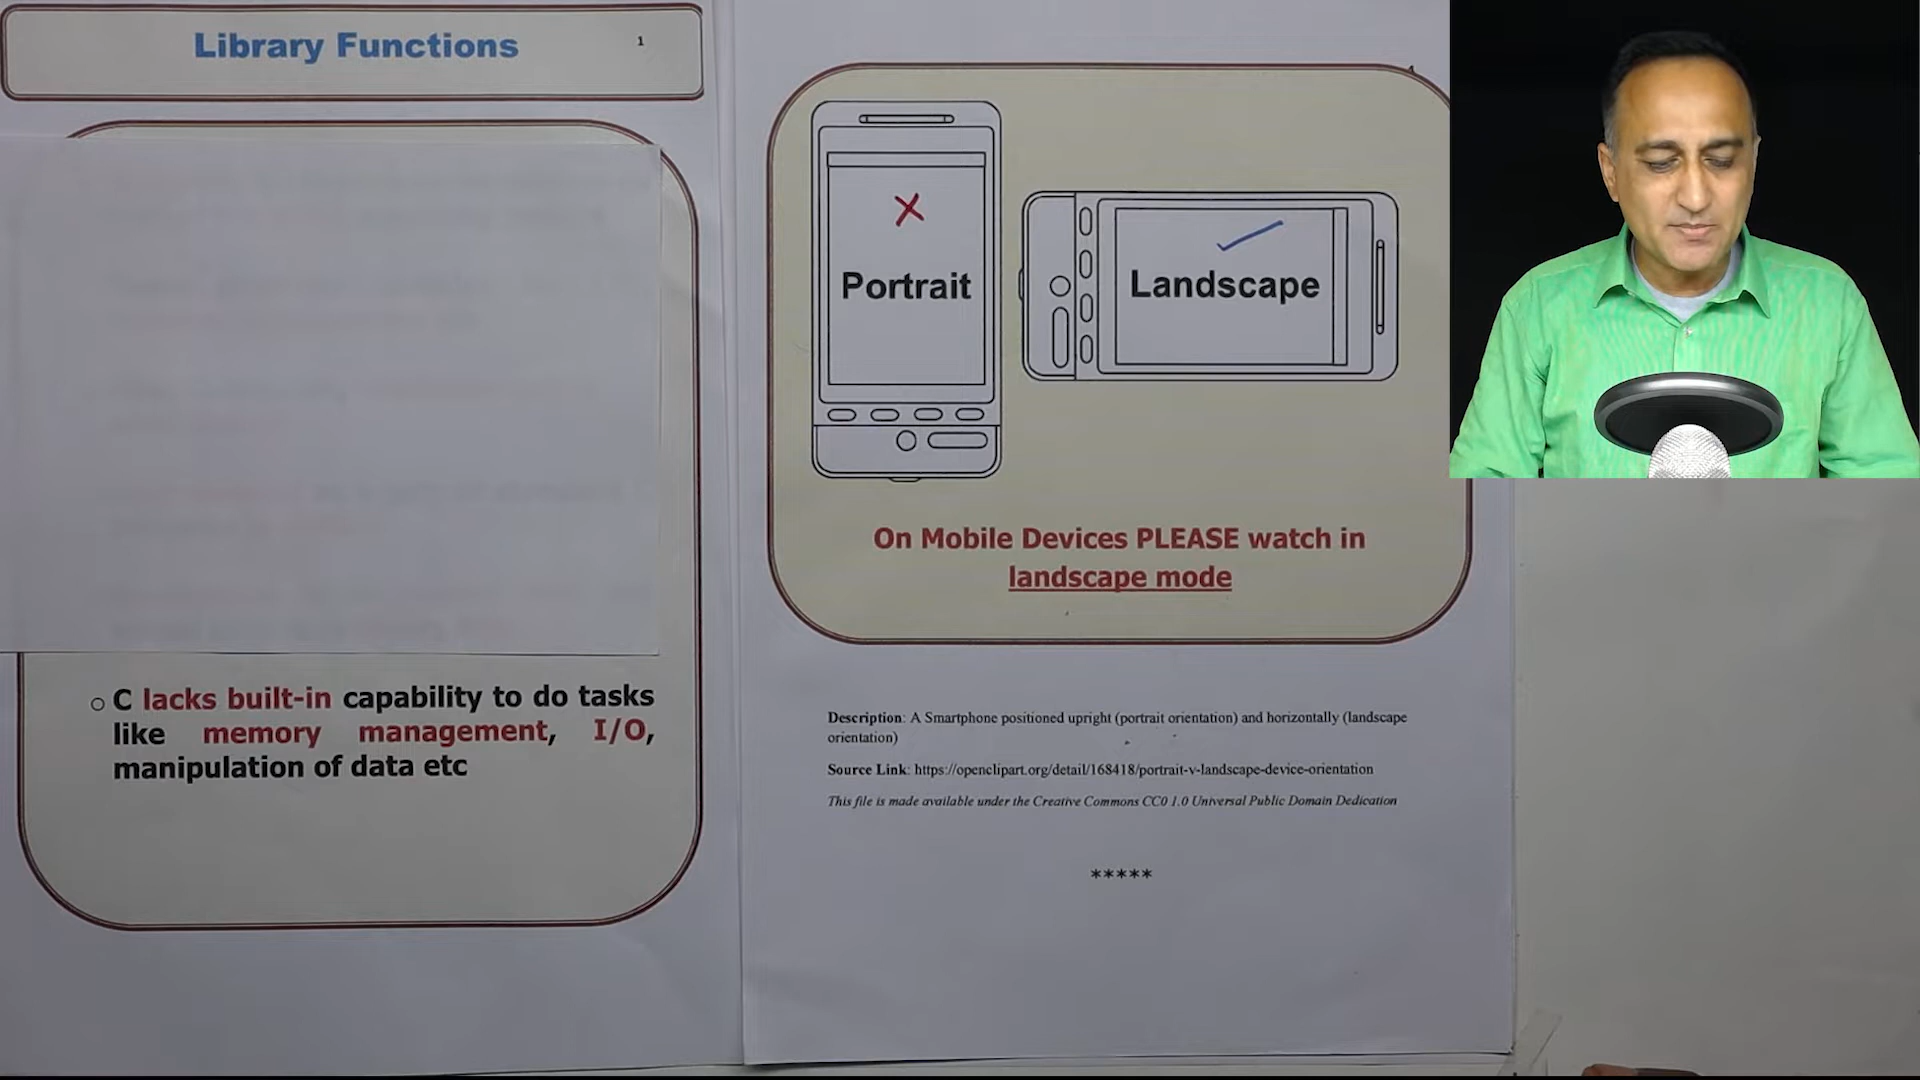 Library Functions
1
C lacks built-in capability to do tasks
like memory management, I/O,
manipulation of data etc
Portrait
Landscape
On Mobile Devices PLEASE watch in
landscape mode
Description: A Smartphone positioned upright (portrait orientation) and horizontally (landscape
orientation)
Source Link: https://openclipart.org/detail/168418/portrait-v-landscape-device-orientation
This file is made available under the Creative Commons CC0 1.0 Universal Public Domain Dedication
*****